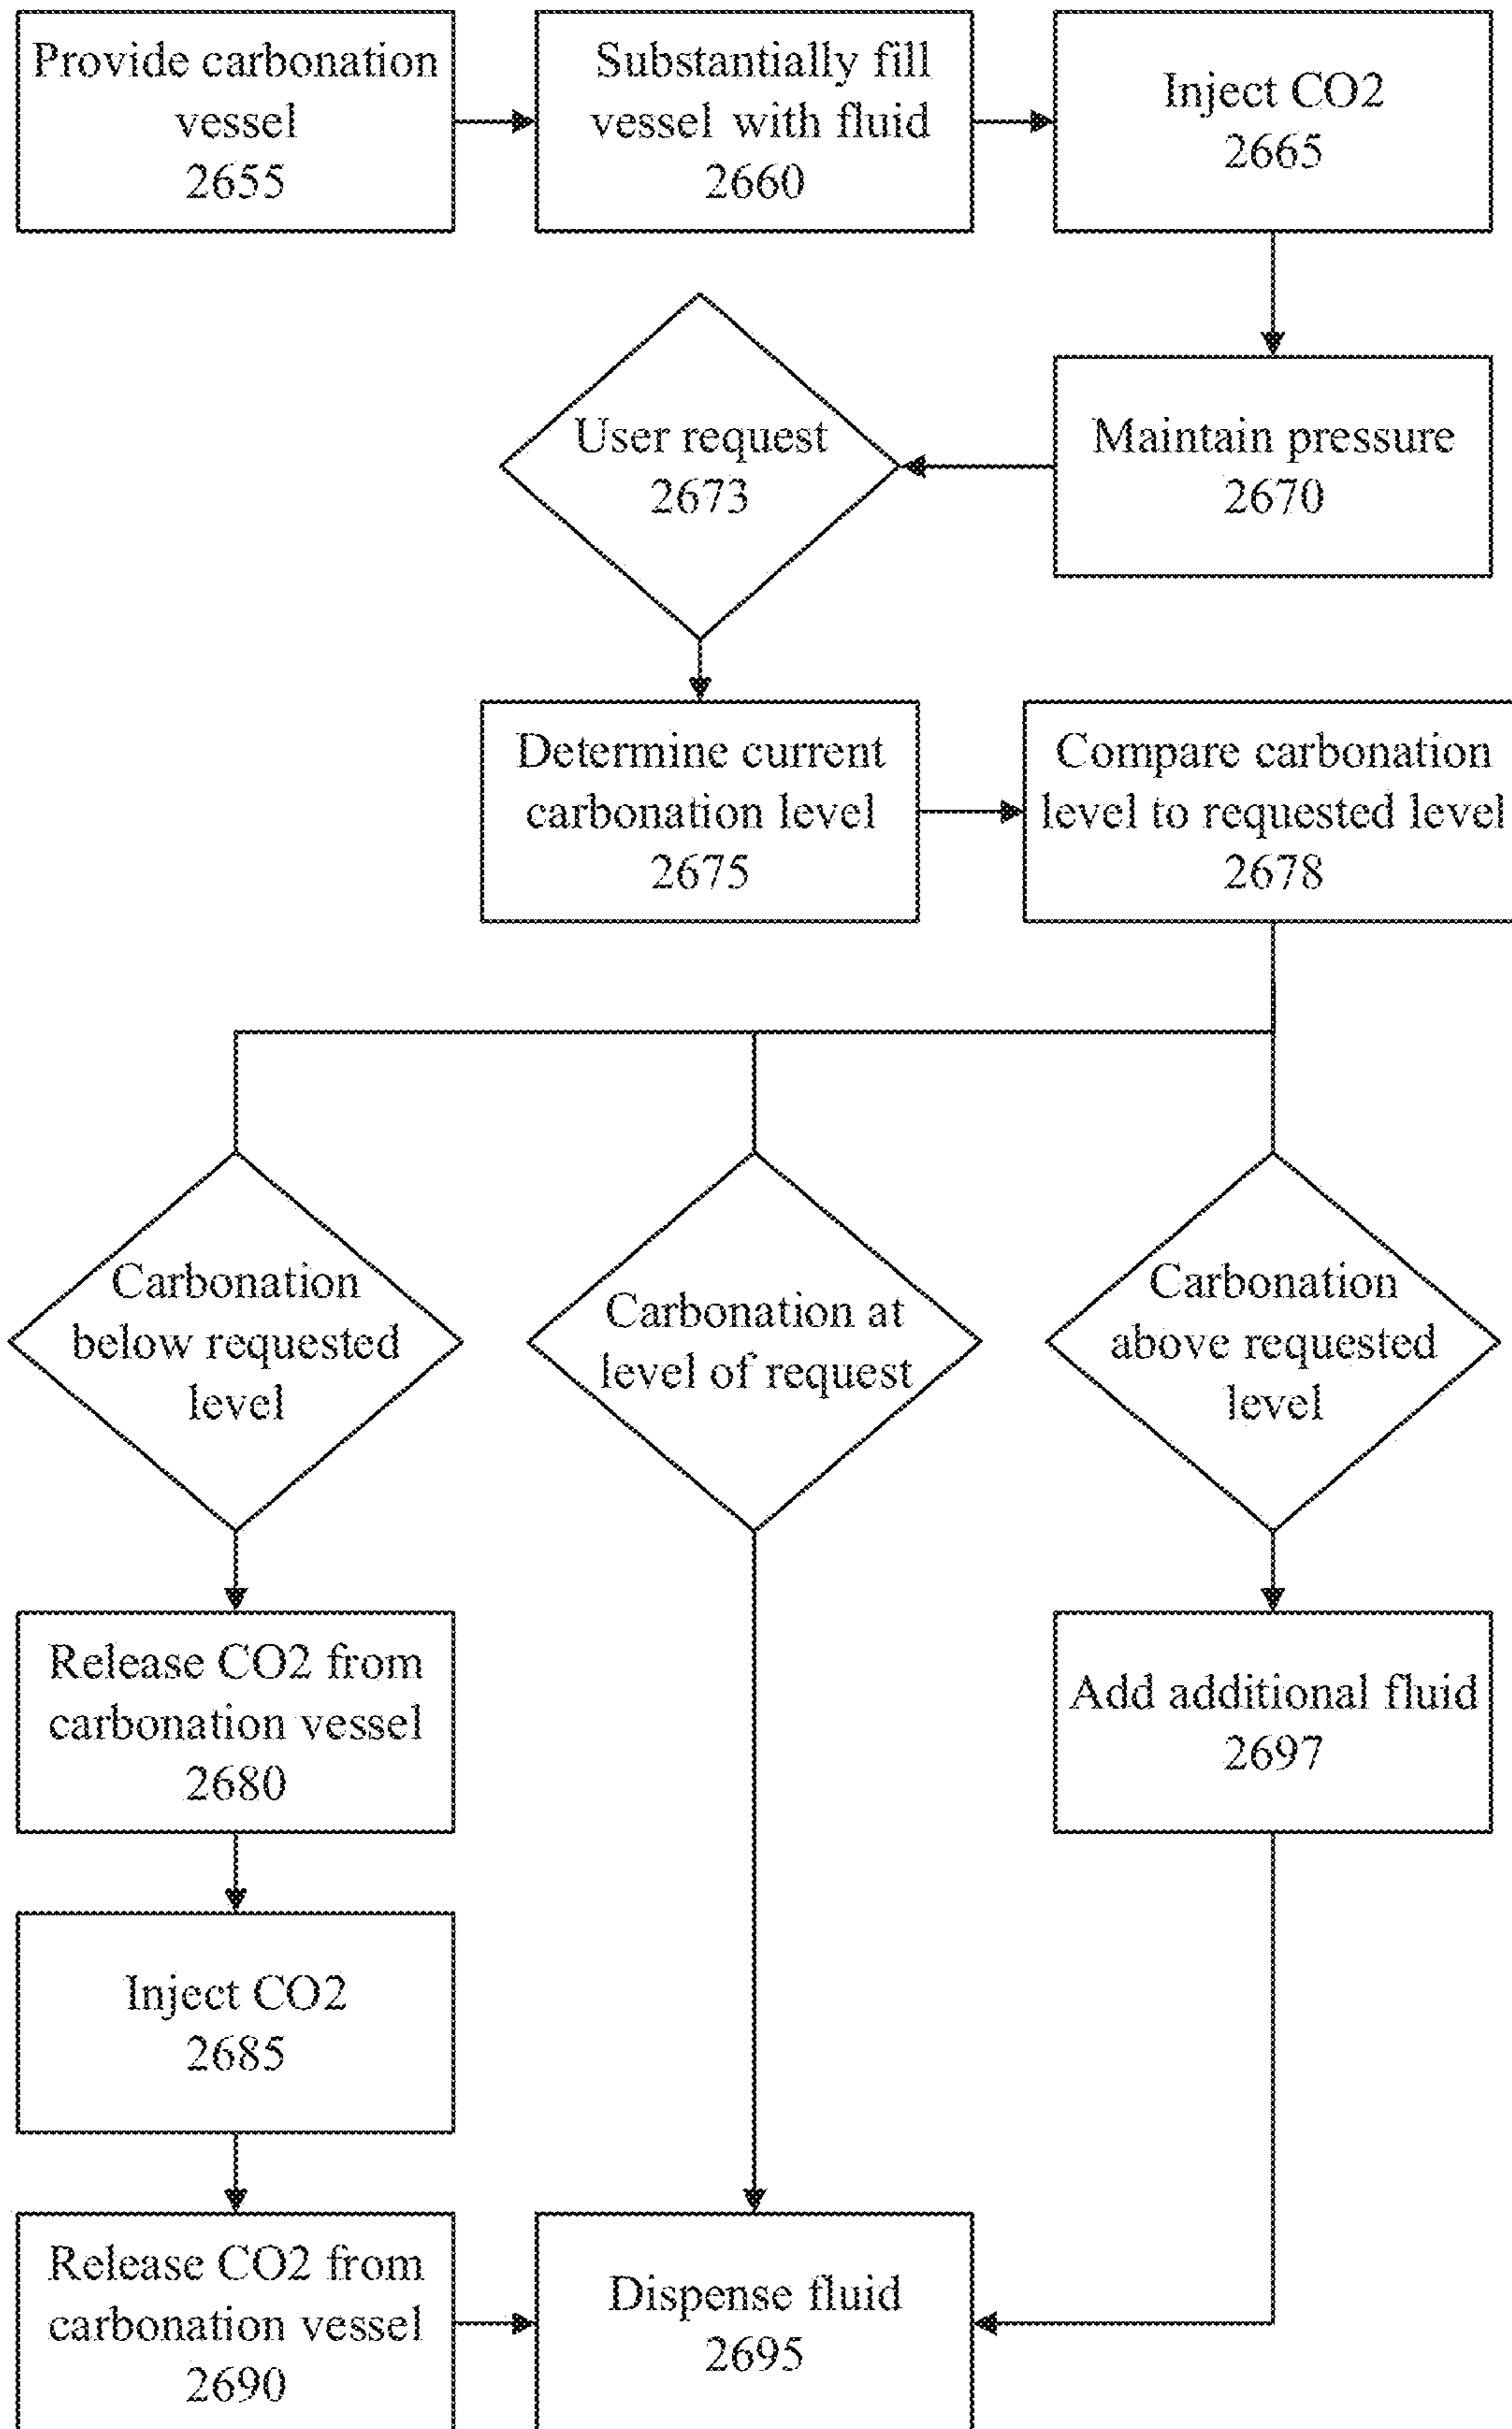 Provide carbonation
vessel
2655
Substantially fill
vessel with fluid
2660
Inject CO2
2665
User request
2673
Maintain pressure
2670
Determine current
carbonation level
2675
Compare carbonation
level to requested level
2678
Carbonation
below requested
level
Carbonation at
level of request
Carbonation
above requested
level
Release CO2 from
carbonation vessel
2680
Add additional fluid
2697
Inject CO2
2685
Release CO2 from
carbonation vessel
2690
Dispense fluid
2695